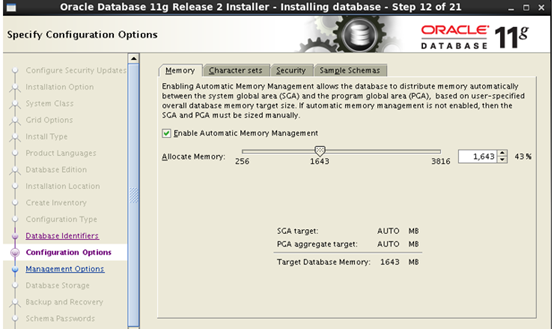 Oracle Database 11g Release 2 Installer - Installing database - Step 12 of 21
Specify Configuration Options
ORACLE
DATABASE
11g
Configure Security Updates
Installation Option
System Class
Grid Options
Install Type
Product Languages
Database Edition
Installation Location
Create Inventory
Configuration Type
Database Identifiers
Configuration Options
Management Options
Database Storage
Backup and Recovery
Schema Passwords
Memory Character sets Security Sample Schemas
Enabling Automatic Memory Management allows the database to distribute memory automatically
between the system global area (SGA) and the program global area (PGA), based on user-specified
overall database memory target size. If automatic memory management is not enabled, then the
SGA and PGA must be sized manually.
Enable Automatic Memory Management
Allocate Memory: 256 1643 3816 1,643 43 %
SGA target: AUTO MB
PGA aggregate target: AUTO MB
Target Database Memory: 1643 MB